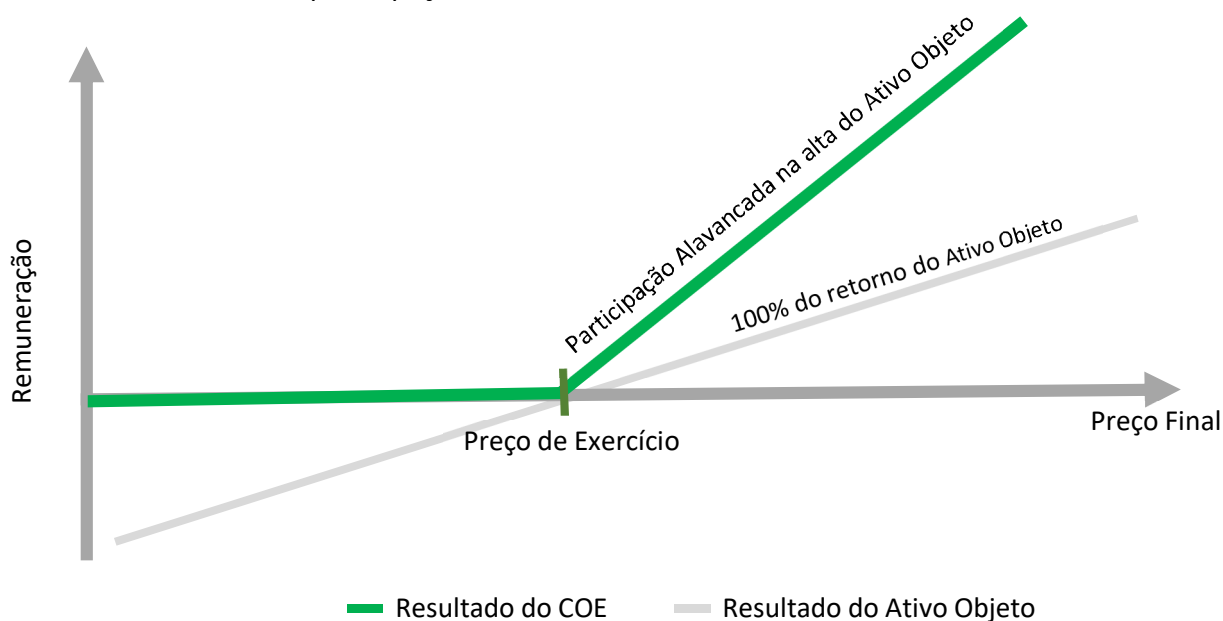 Participação Alavancada na alta do Ativo Objeto
100% do retorno do Ativo Objeto
Remuneração
Preço de Exercício
Preço Final
Resultado do COE
Resultado do Ativo Objeto